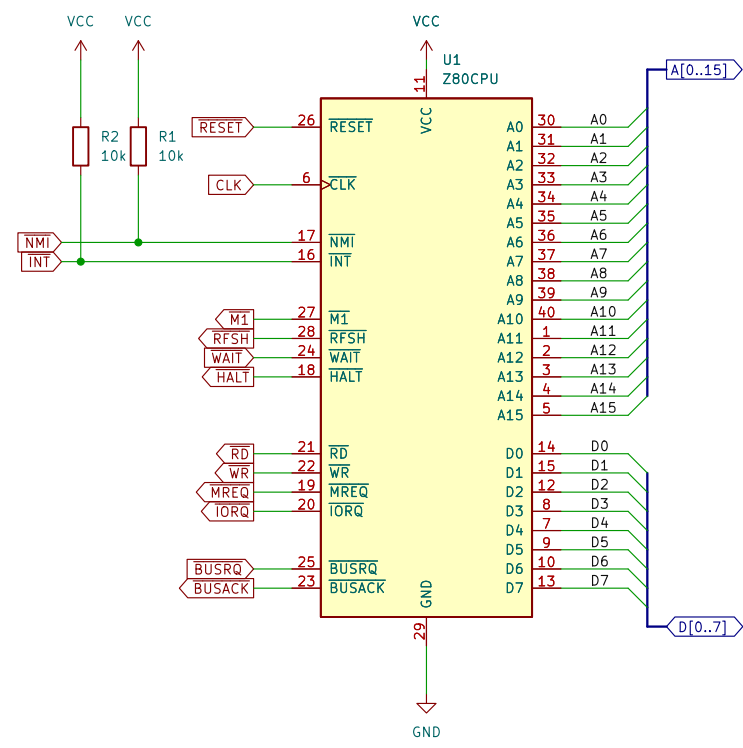 VCC VCC VCC
U1
Z80CPU
11
VCC
A[0..15]
R2 10k
R1 10k
RESET 26 RESET
CLK 6 CLK
NMI 17 NMI
INT 16 INT
M1 27 M1
RFSH 28 RFSH
WAIT 24 WAIT
HALT 18 HALT
RD 21 RD
WR 22 WR
MREQ 19 MREQ
IORQ 20 IORQ
BUSRQ 25 BUSRQ
BUSACK 23 BUSACK
A0 30 A0
A1 31 A1
A2 32 A2
A3 33 A3
A4 34 A4
A5 35 A5
A6 36 A6
A7 37 A7
A8 38 A8
A9 39 A9
A10 40 A10
A11 1 A11
A12 2 A12
A13 3 A13
A14 4 A14
A15 5 A15
D0 14 D0
D1 15 D1
D2 12 D2
D3 8 D3
D4 7 D4
D5 9 D5
D6 10 D6
D7 13 D7
GND
29
D[0..7]
GND